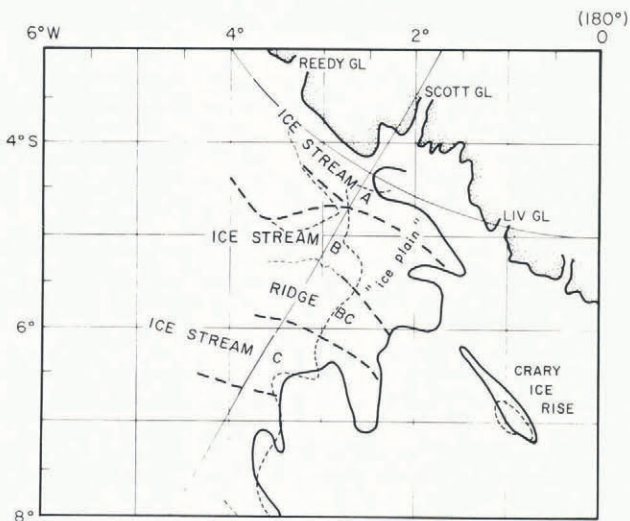 (180°)
6°W 4° 2° 0
REEDY GL
SCOTT GL
4°S
ICE STREAM A
LIV GL
ICE STREAM B
"ice plain"
RIDGE BC
6°
ICE STREAM C
CRARY
ICE
RISE
8°